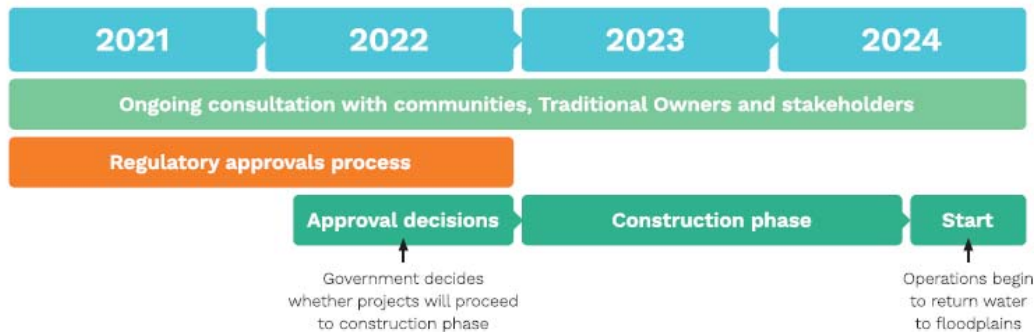 2021
2022
2023
2024
Ongoing consultation with communities, Traditional Owners and stakeholders
Regulatory approvals process
Approval decisions
Construction phase
Start
Government decides
whether projects will proceed
to construction phase
Operations begin
to return water
to floodplains